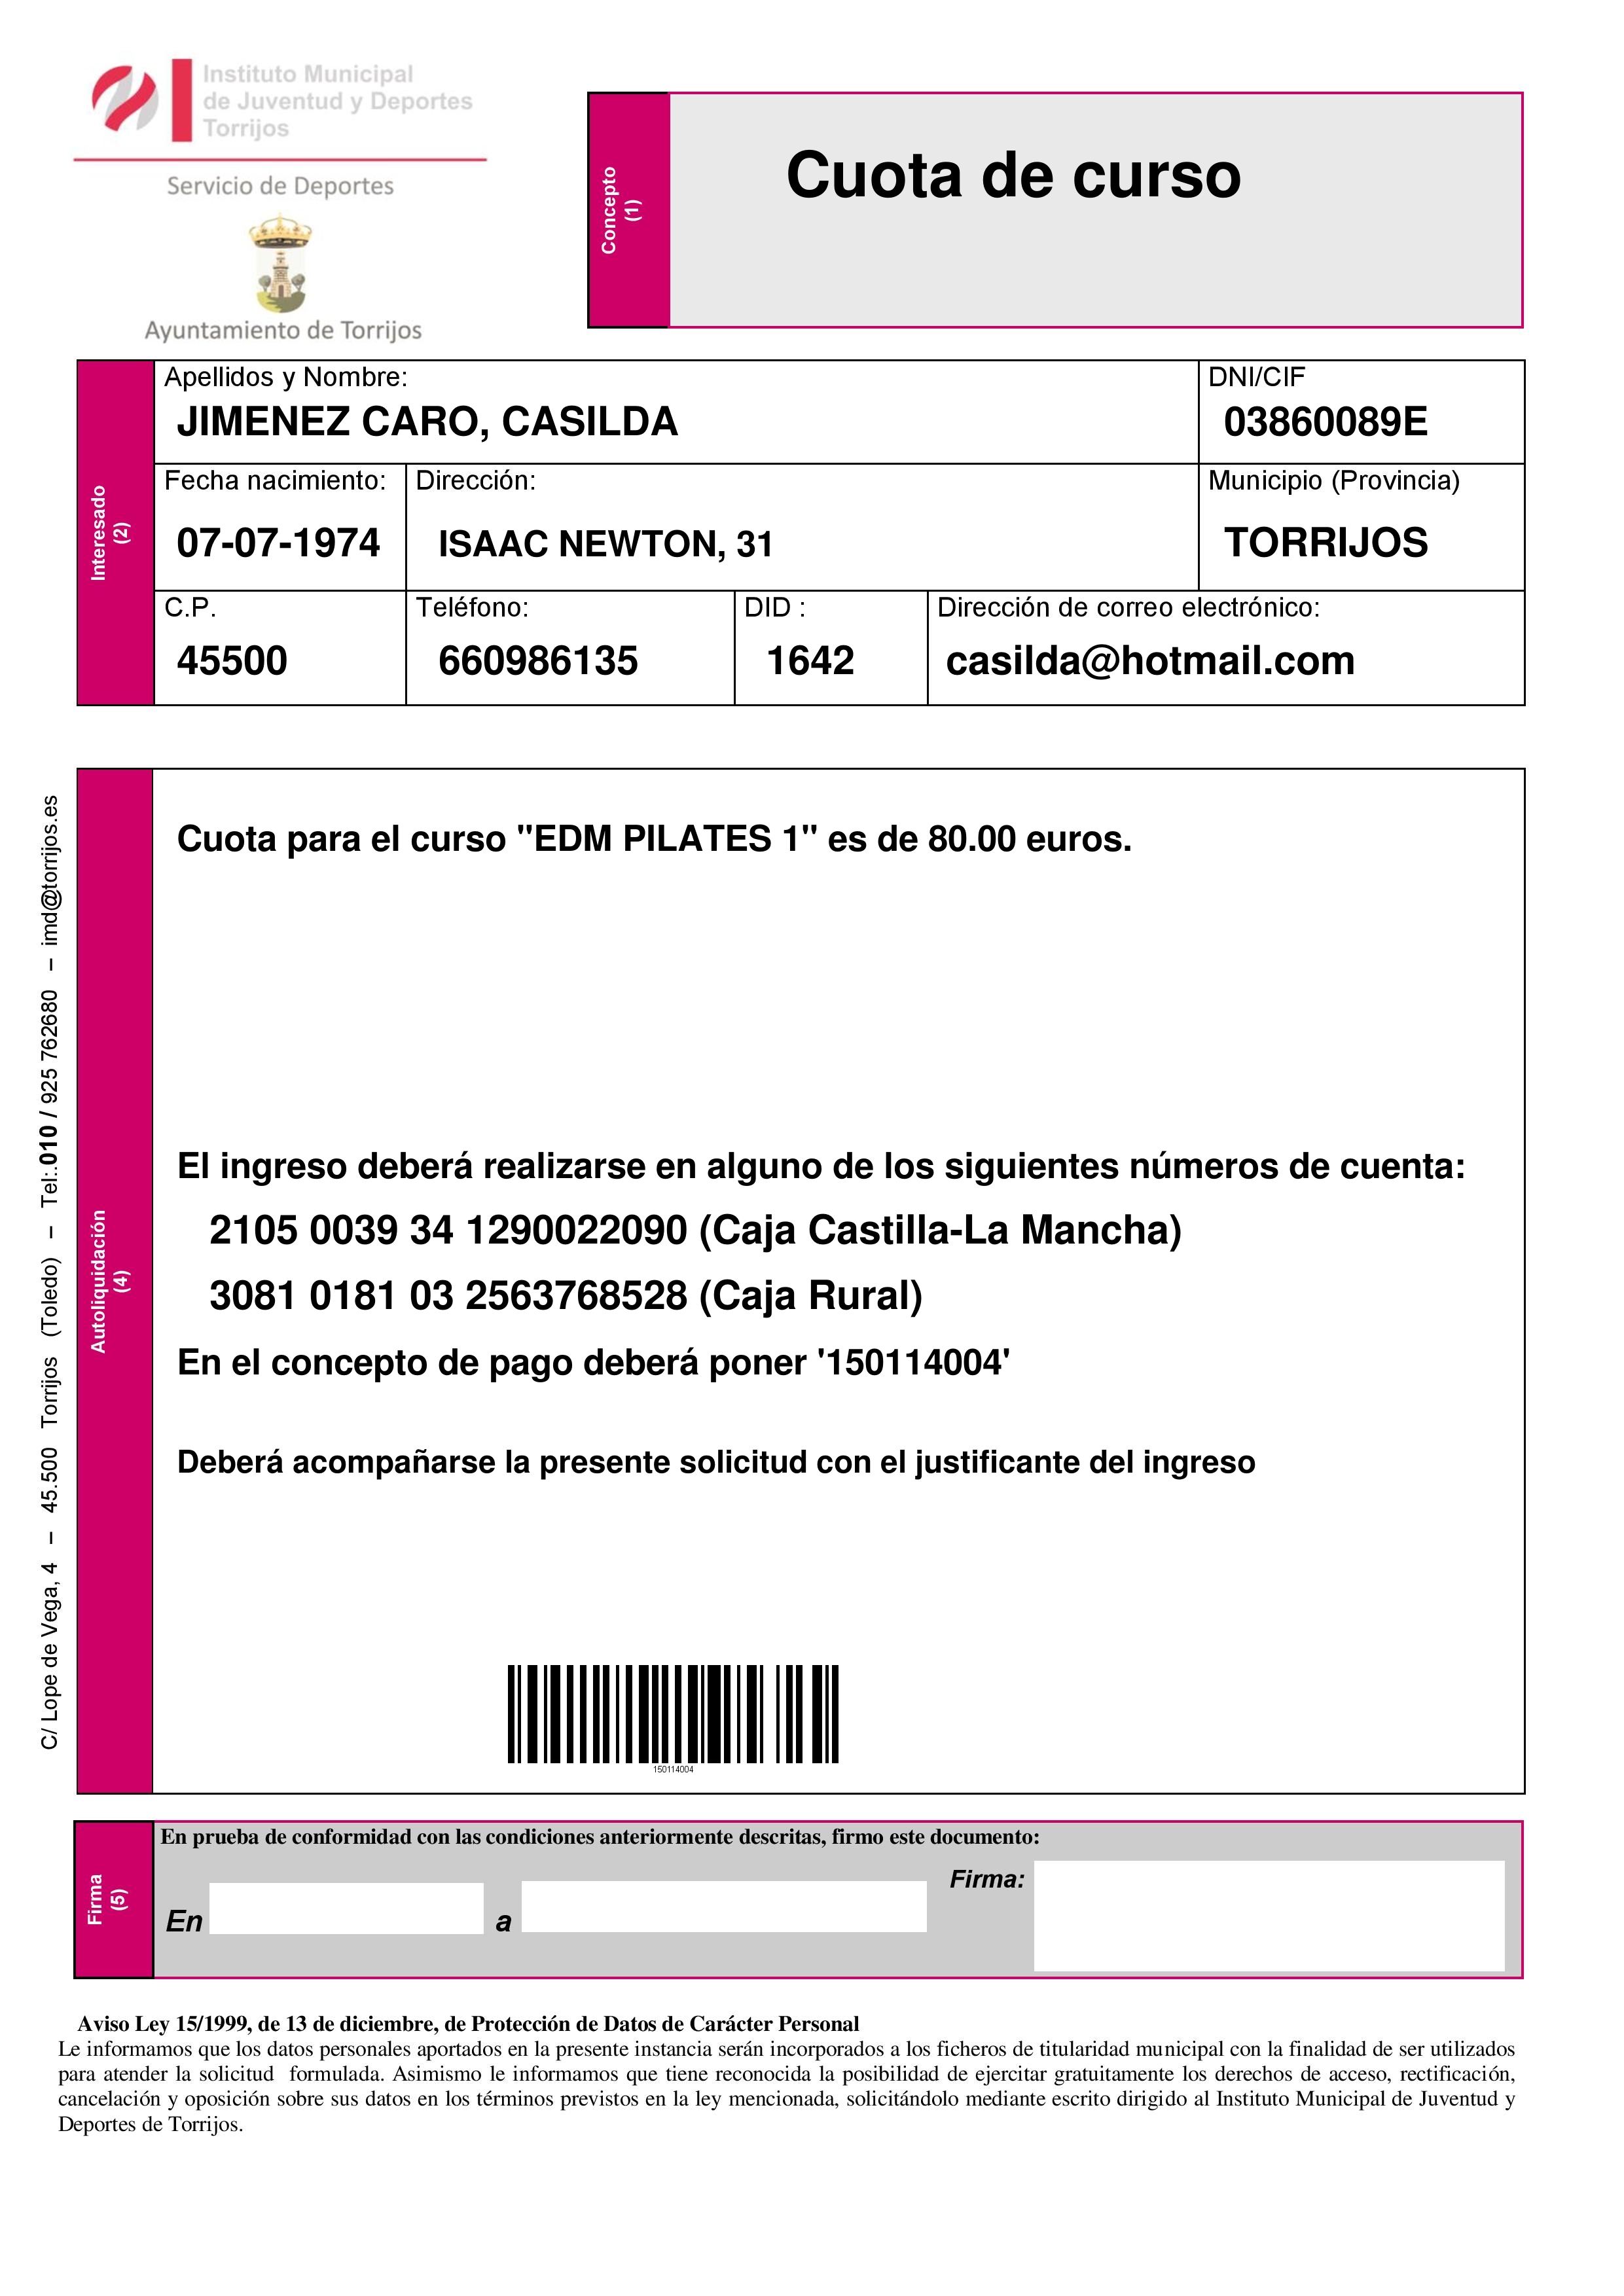 Instituto Municipal
de Juventud y Deportes
Torrijos
Servicio de Deportes
Ayuntamiento de Torrijos
Concepto
(1)
Cuota de curso
Interesado
(2)
Apellidos y Nombre:
JIMENEZ CARO, CASILDA
DNI/CIF
03860089E
Fecha nacimiento:
07-07-1974
Dirección:
ISAAC NEWTON, 31
Municipio (Provincia)
TORRIJOS
C.P.
45500
Teléfono:
660986135
DID :
1642
Dirección de correo electrónico:
casilda@hotmail.com
C/ Lope de Vega, 4 – 45.500 Torrijos (Toledo) – Tel:.010 / 925 762680 – imd@torrijos.es
Autoliquidación
(4)
Cuota para el curso "EDM PILATES 1" es de 80.00 euros.
El ingreso deberá realizarse en alguno de los siguientes números de cuenta:
2105 0039 34 1290022090 (Caja Castilla-La Mancha)
3081 0181 03 2563768528 (Caja Rural)
En el concepto de pago deberá poner '150114004'
Deberá acompañarse la presente solicitud con el justificante del ingreso
150114004
Firma
(5)
En prueba de conformidad con las condiciones anteriormente descritas, firmo este documento:
En
a
Firma:
Aviso Ley 15/1999, de 13 de diciembre, de Protección de Datos de Carácter Personal
Le informamos que los datos personales aportados en la presente instancia serán incorporados a los ficheros de titularidad municipal con la finalidad de ser utilizados
para atender la solicitud formulada. Asimismo le informamos que tiene reconocida la posibilidad de ejercitar gratuitamente los derechos de acceso, rectificación,
cancelación y oposición sobre sus datos en los términos previstos en la ley mencionada, solicitándolo mediante escrito dirigido al Instituto Municipal de Juventud y
Deportes de Torrijos.